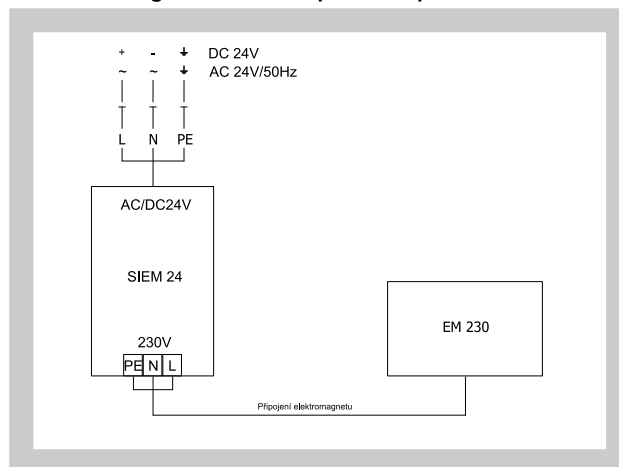 + - ⏚ DC 24V
~ ~ ⏚ AC 24V/50Hz
L N PE
AC/DC24V
SIEM 24
EM 230
230V
PE N L
Připojení elektromagnetu